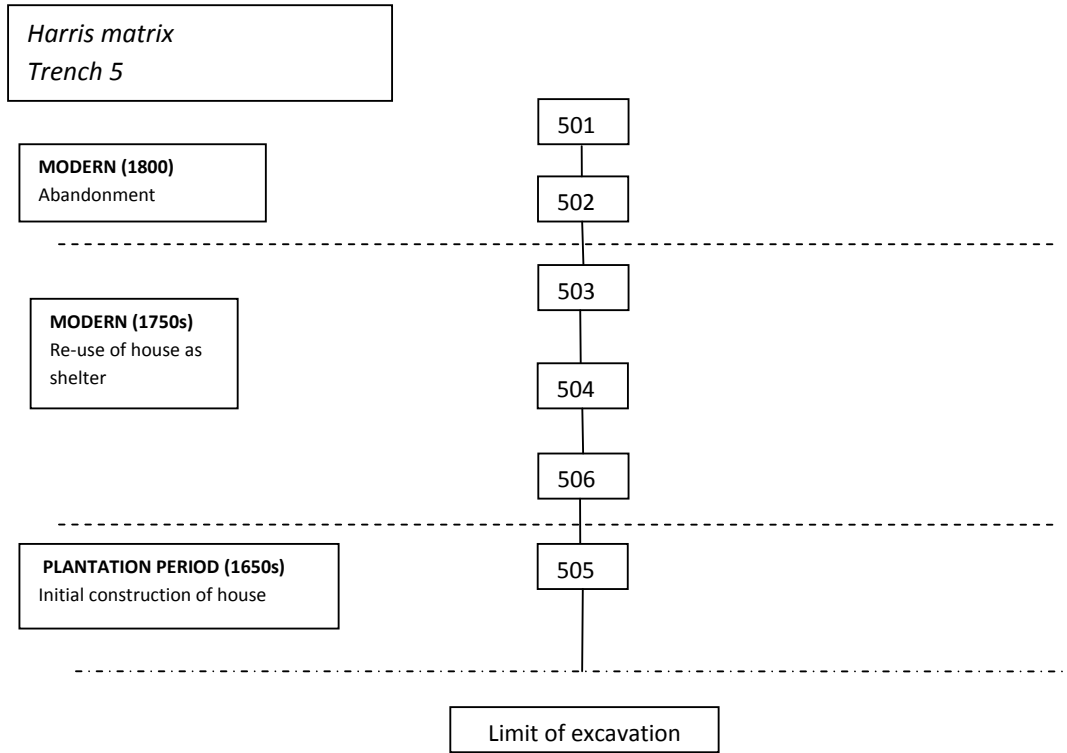 Harris matrix
Trench 5
501
MODERN (1800)
Abandonment
502
503
MODERN (1750s)
Re-use of house as
shelter
504
506
PLANTATION PERIOD (1650s)
Initial construction of house
505
Limit of excavation